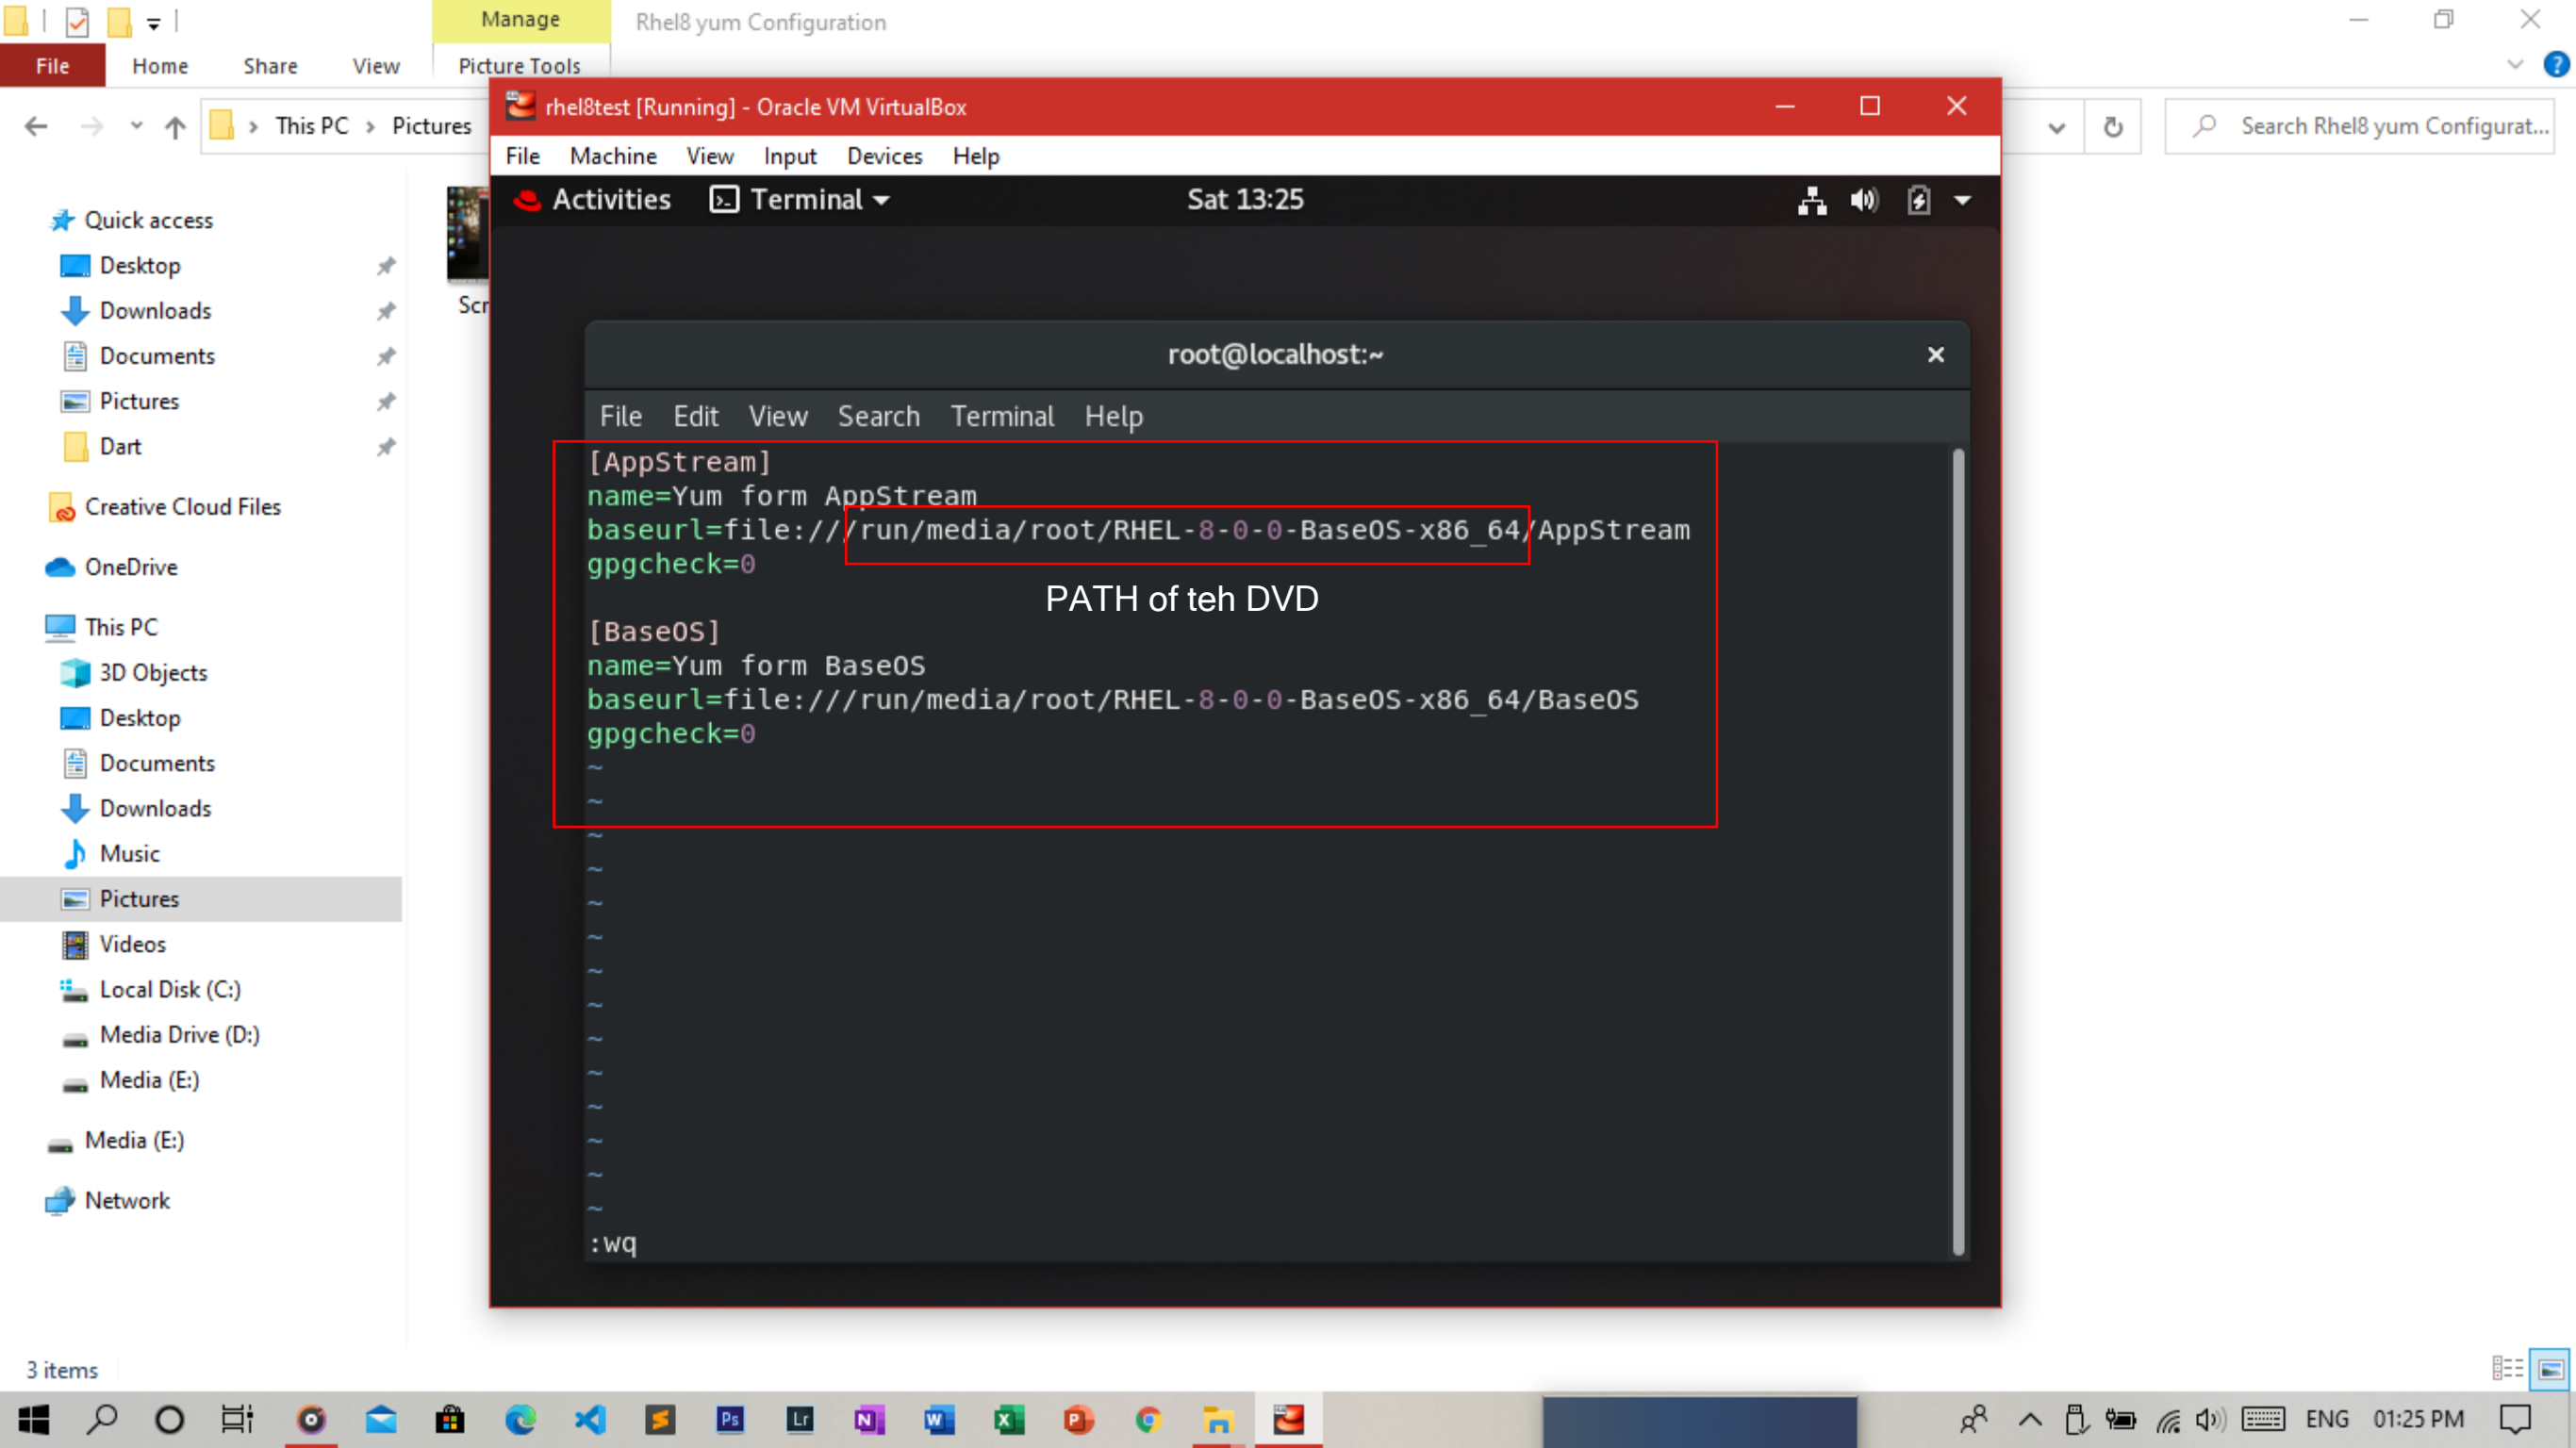 Manage
Rhel8 yum Configuration
File
Home
Share
View
Picture Tools
This PC
Pictures
Search Rhel8 yum Configurat...
Quick access
Desktop
Downloads
Documents
Pictures
Dart
Creative Cloud Files
OneDrive
This PC
3D Objects
Desktop
Documents
Downloads
Music
Pictures
Videos
Local Disk (C:)
Media Drive (D:)
Media (E:)
Media (E:)
Network
3 items
Scr
rhel8test [Running] - Oracle VM VirtualBox
File Machine View Input Devices Help
Activities Terminal Sat 13:25
root@localhost:~
File Edit View Search Terminal Help
[AppStream]
name=Yum form AppStream
baseurl=file:///run/media/root/RHEL-8-0-0-BaseOS-x86_64/AppStream
gpgcheck=0
PATH of teh DVD
[BaseOS]
name=Yum form BaseOS
baseurl=file:///run/media/root/RHEL-8-0-0-BaseOS-x86_64/BaseOS
gpgcheck=0
~
~
~
~
~
~
~
~
~
~
~
~
~
~
:wq
Ps
Lr
N
W
X
P
ENG
01:25 PM